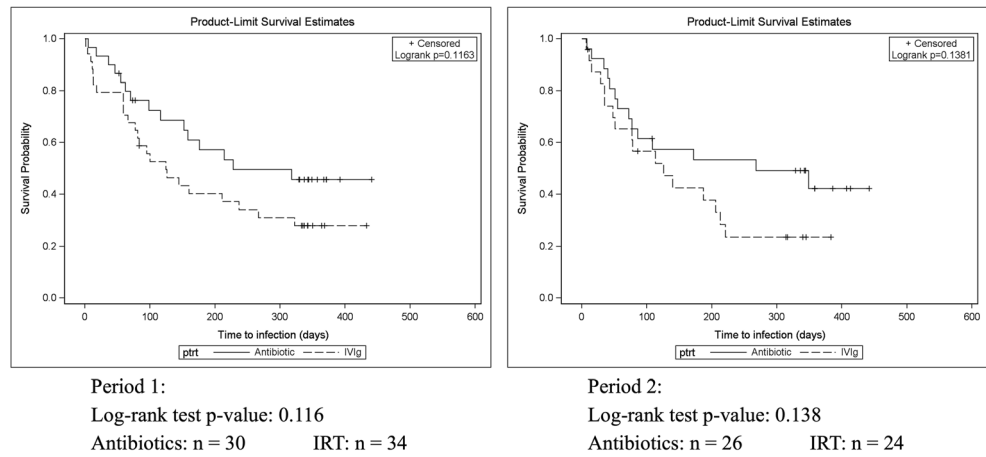 Product-Limit Survival Estimates
+ Censored
Logrank p=0.1163
1.0
0.8
0.6
0.4
0.2
0.0
Survival Probability
0 100 200 300 400 500 600
Time to infection (days)
ptrt Antibiotic IVIg
Period 1:
Log-rank test p-value: 0.116
Antibiotics: n = 30 IRT: n = 34
Product-Limit Survival Estimates
+ Censored
Logrank p=0.1381
1.0
0.8
0.6
0.4
0.2
0.0
Survival Probability
0 100 200 300 400 500 600
Time to infection (days)
ptrt Antibiotic IVIg
Period 2:
Log-rank test p-value: 0.138
Antibiotics: n = 26 IRT: n = 24